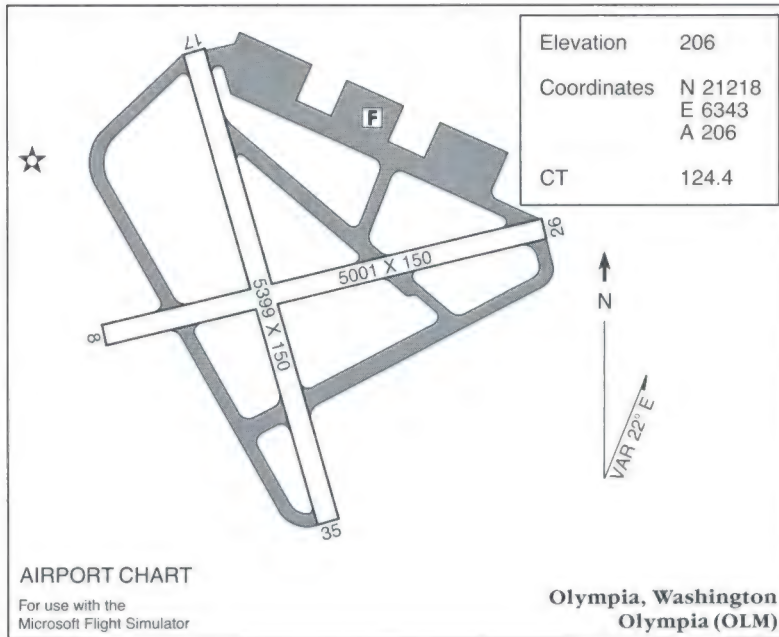 17
Elevation 206
Coordinates N 21218
E 6343
A 206
CT 124.4
F
26
5001 X 150
5399 X 150
8
N
VAR 22° E
35
AIRPORT CHART
For use with the
Microsoft Flight Simulator
Olympia, Washington
Olympia (OLM)